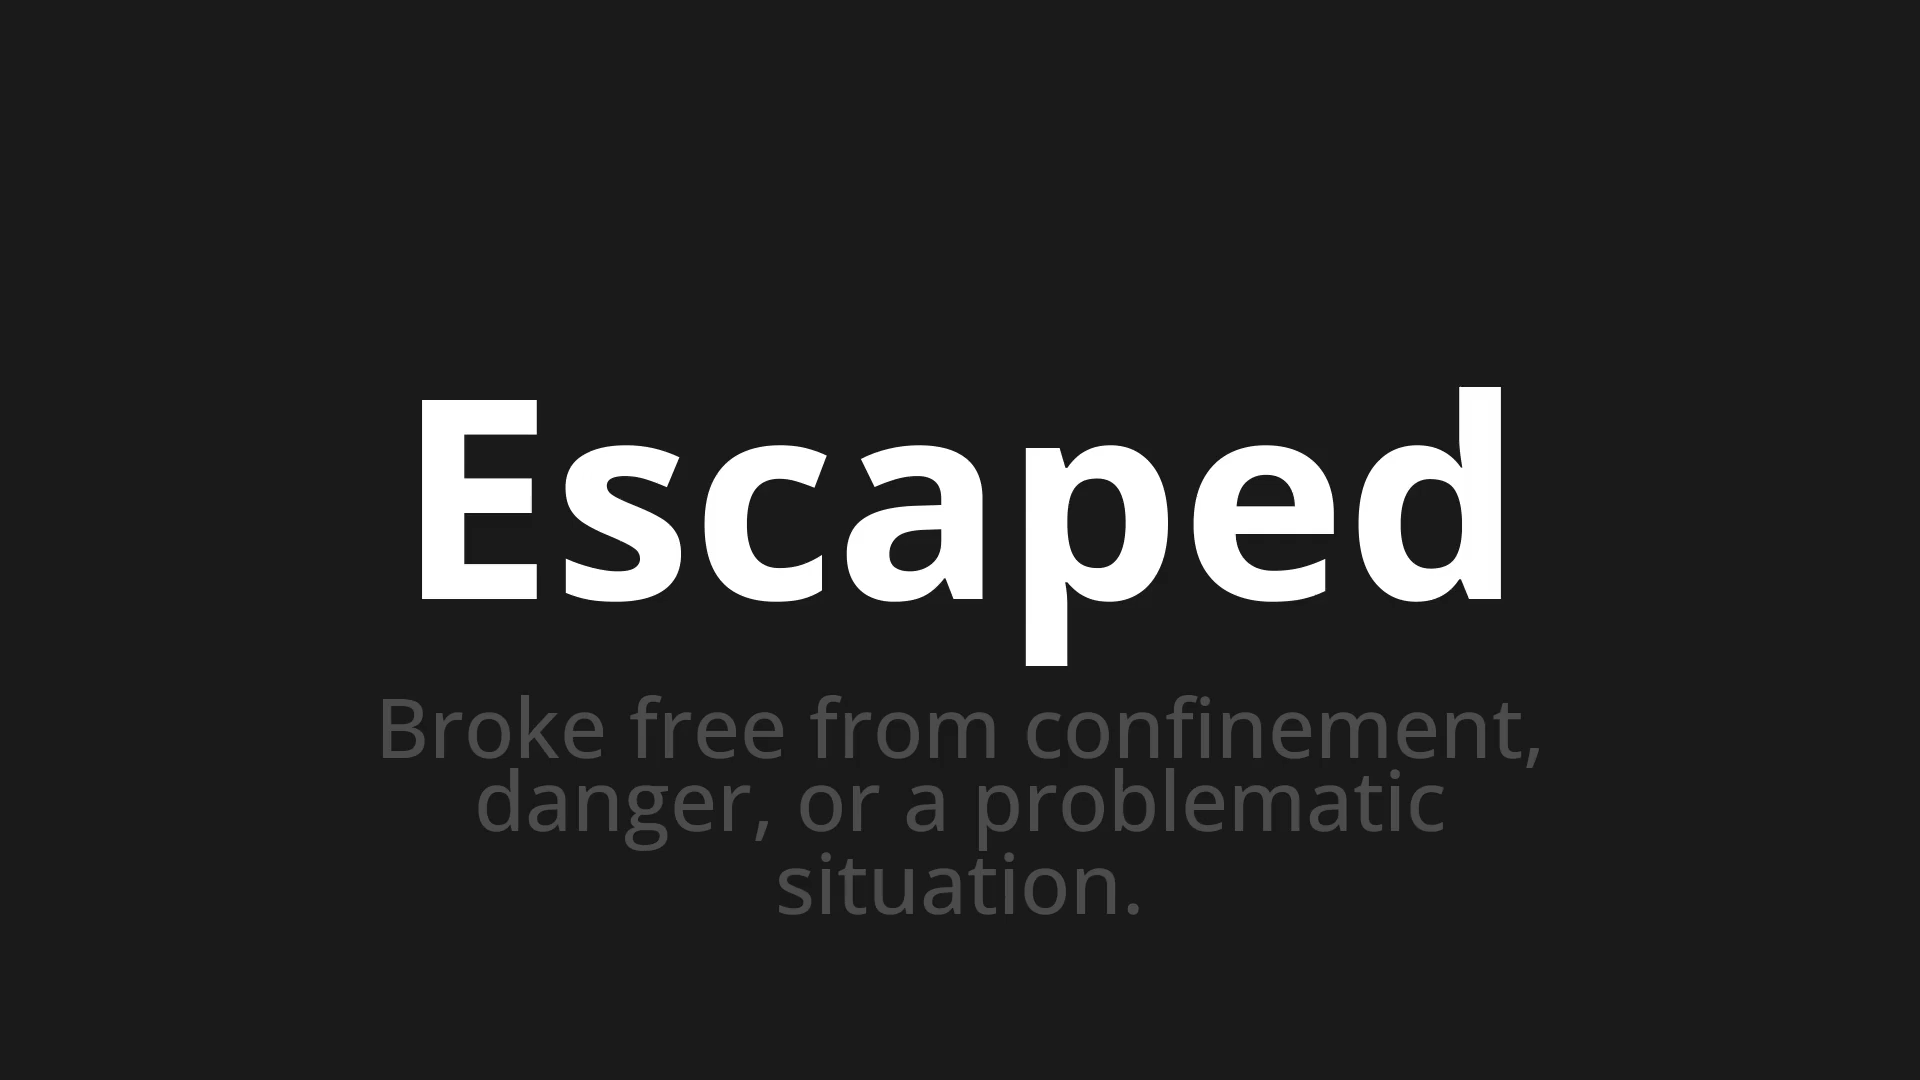 Escaped
Broke free from confinement,
danger, or a problematic
situation.